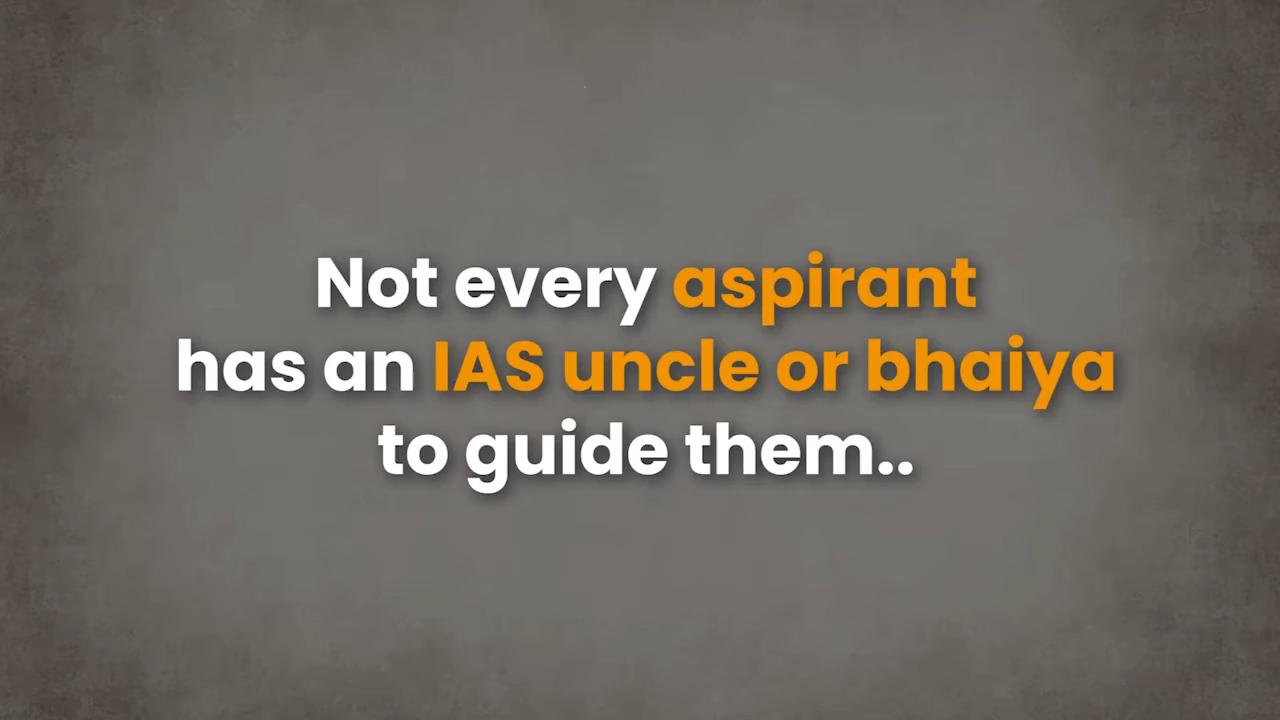 Not every aspirant
has an IAS uncle or bhaiya
to guide them..